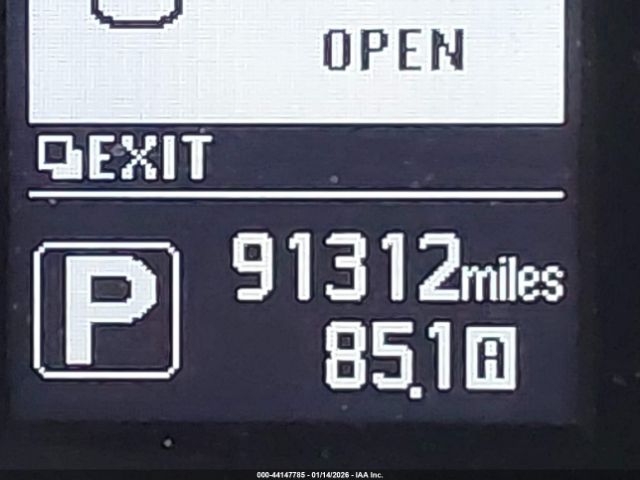 OPEN
EXIT
P
91312miles
85.1A
000-44147785 - 01/14/2026 - IAA Inc.